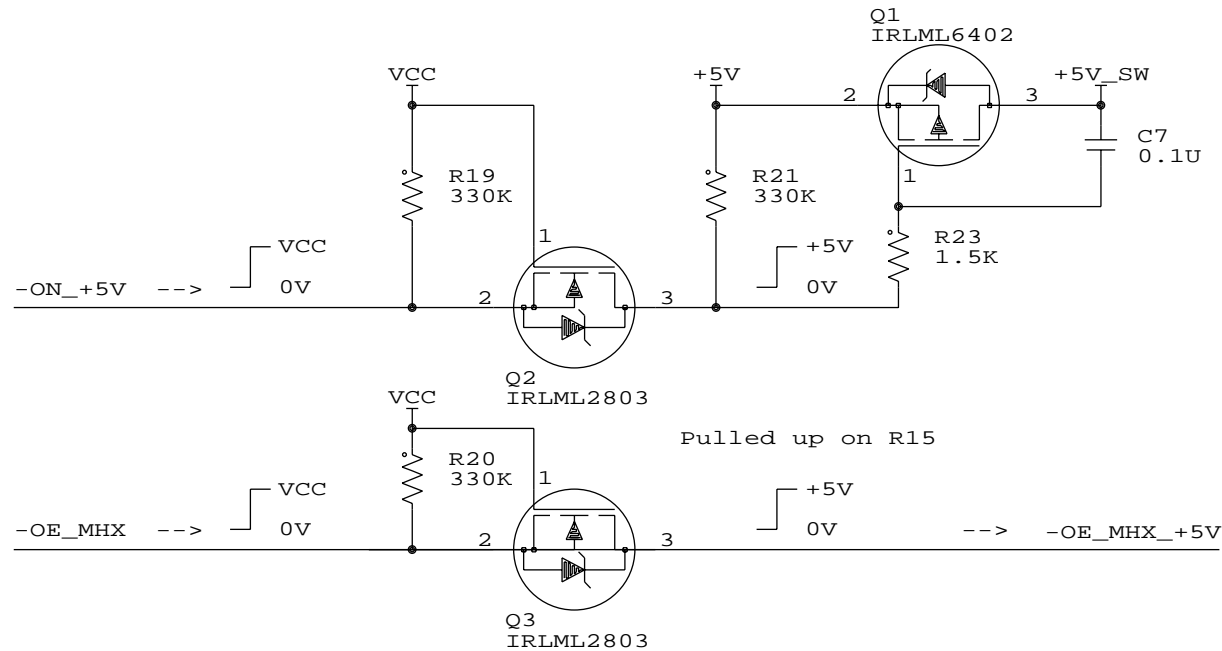 Q1
IRLML6402
VCC
+5V
+5V_SW
2
3
C7
0.1U
R19
330K
R21
330K
1
R23
1.5K
1
VCC
+5V
-ON_+5V --> 0V
2
3
0V
Q2
IRLML2803
VCC
Pulled up on R15
R20
330K
1
VCC
+5V
-OE_MHX --> 0V
2
3
0V
--> -OE_MHX_+5V
Q3
IRLML2803